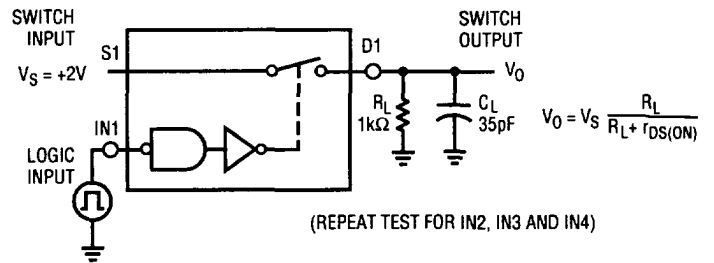 SWITCH
INPUT
SWITCH
OUTPUT
S1
D1
V_S = +2V
V_O
R_L
1kΩ
C_L
35pF
V_O = V_S R_L / R_L + r_DS(ON)
IN1
LOGIC
INPUT
(REPEAT TEST FOR IN2, IN3 AND IN4)